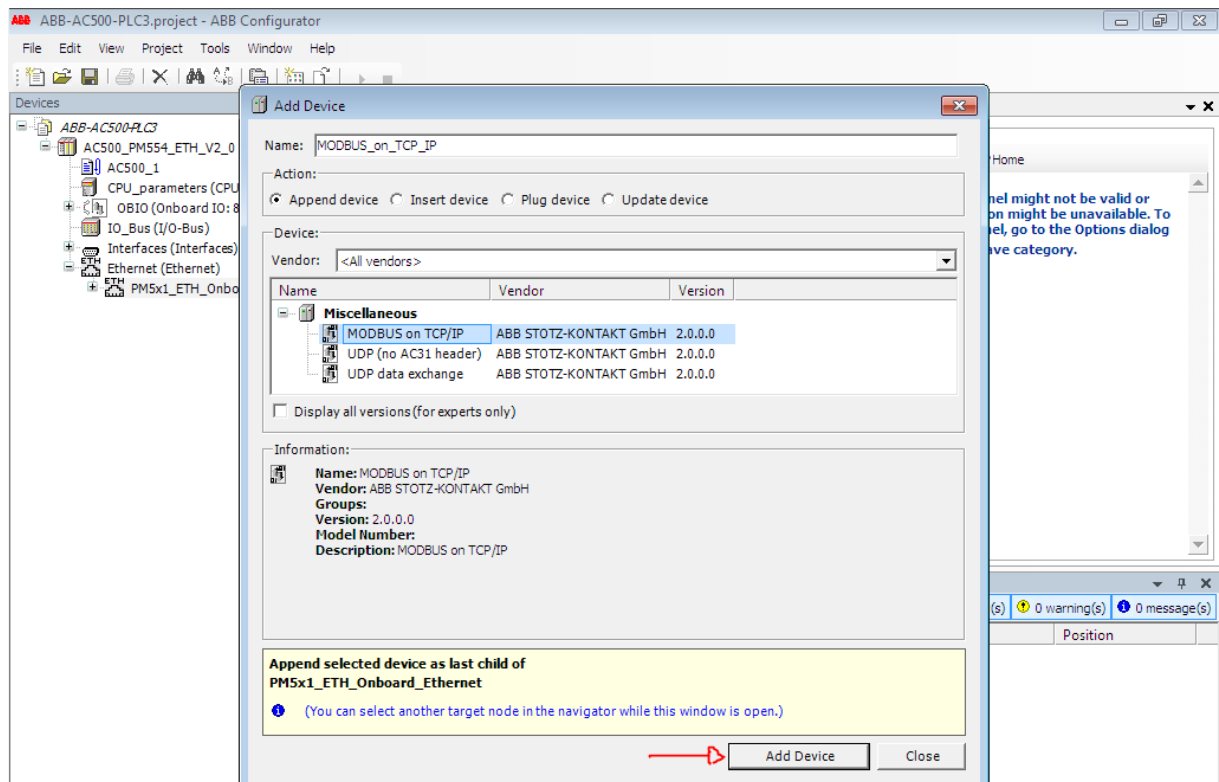 ABB ABB-AC500-PLC3.project - ABB Configurator
File Edit View Project Tools Window Help
Devices
ABB-AC500-PLC3
AC500_PM554_ETH_V2_0
AC500_1
CPU_parameters (CPU
OBIO (Onboard IO: 8
IO_Bus (I/O-Bus)
Interfaces (Interfaces)
ETH Ethernet (Ethernet)
ETH PM5x1_ETH_Onbo
Add Device
Name: MODBUS_on_TCP_IP
Action:
Append device Insert device Plug device Update device
Device:
Vendor: <All vendors>
Name Vendor Version
Miscellaneous
MODBUS on TCP/IP ABB STOTZ-KONTAKT GmbH 2.0.0.0
UDP (no AC31 header) ABB STOTZ-KONTAKT GmbH 2.0.0.0
UDP data exchange ABB STOTZ-KONTAKT GmbH 2.0.0.0
Display all versions (for experts only)
Information:
Name: MODBUS on TCP/IP
Vendor: ABB STOTZ-KONTAKT GmbH
Groups:
Version: 2.0.0.0
Model Number:
Description: MODBUS on TCP/IP
Append selected device as last child of
PM5x1_ETH_Onboard_Ethernet
(You can select another target node in the navigator while this window is open.)
Add Device Close
Home
nel might not be valid or
on might be unavailable. To
nel, go to the Options dialog
ave category.
(s) 0 warning(s) 0 message(s)
Position